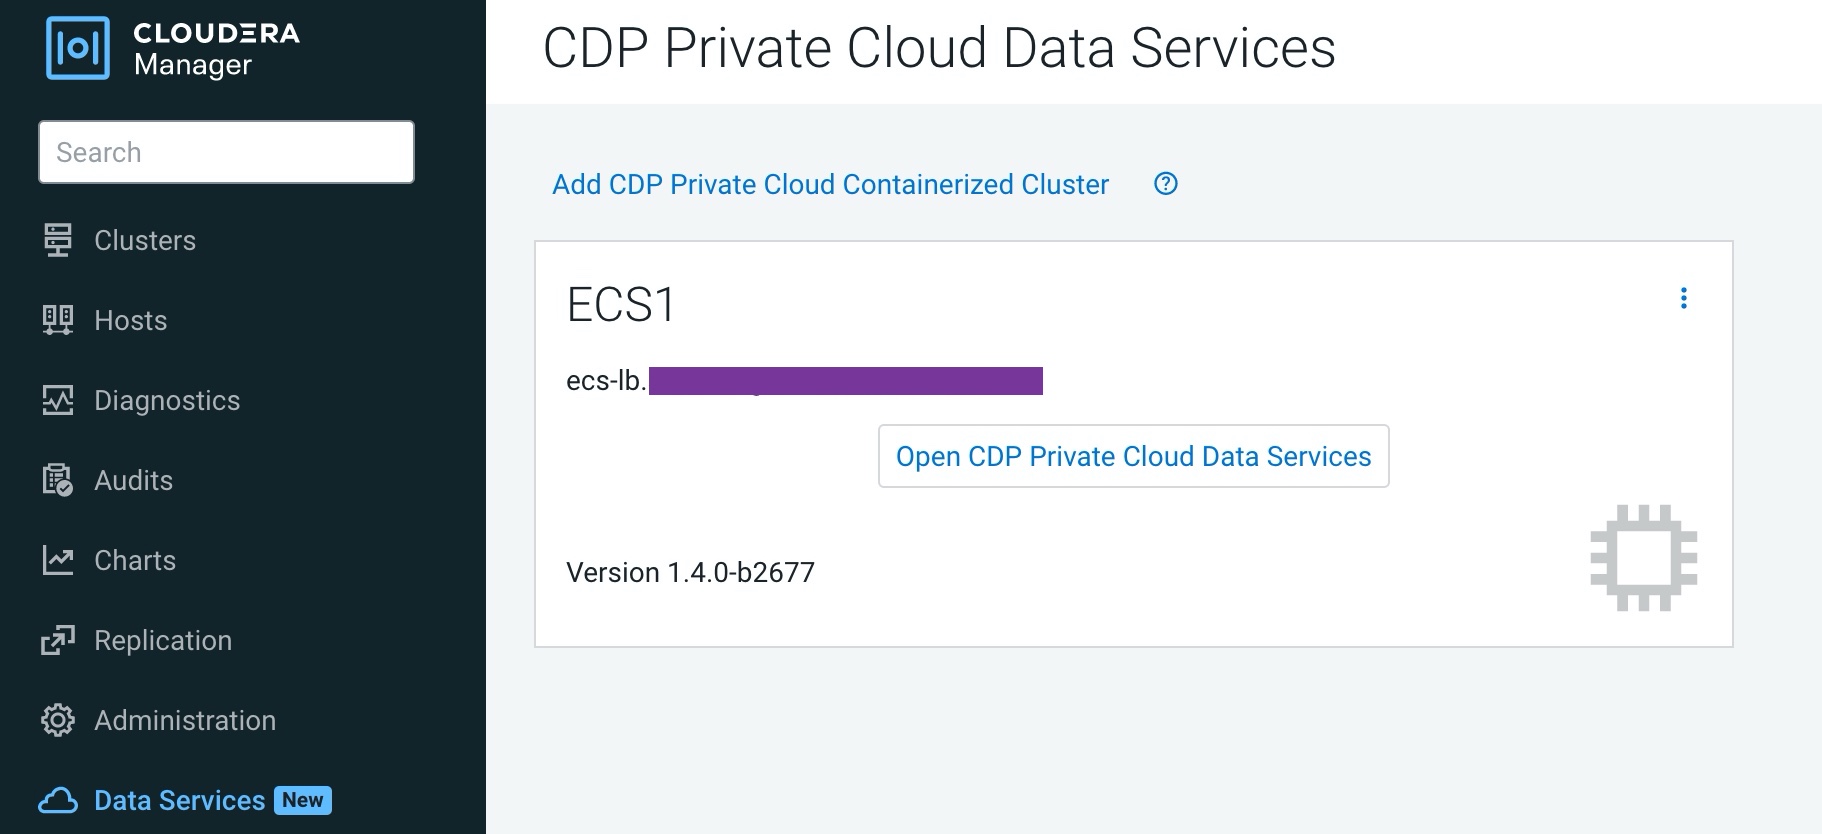 CLOUDERA
Manager
Search
Clusters
Hosts
Diagnostics
Audits
Charts
Replication
Administration
Data Services New
CDP Private Cloud Data Services
Add CDP Private Cloud Containerized Cluster
ECS1
ecs-lb.
Open CDP Private Cloud Data Services
Version 1.4.0-b2677